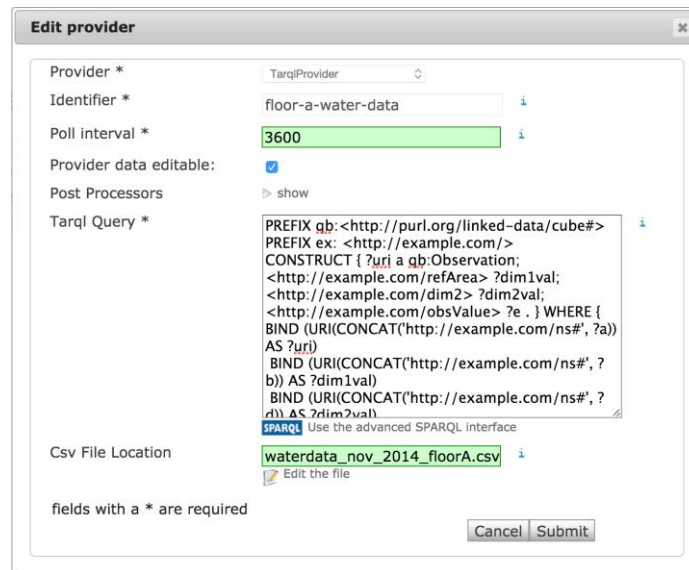 Edit provider
Provider *
TarqlProvider
Identifier *
floor-a-water-data
i
Poll interval *
3600
i
Provider data editable:
Post Processors
show
Tarql Query *
PREFIX qb:<http://purl.org/linked-data/cube#>
PREFIX ex: <http://example.com/>
CONSTRUCT { ?uri a qb:Observation;
<http://example.com/refArea> ?dim1val;
<http://example.com/dim2> ?dim2val;
<http://example.com/obsValue> ?e . } WHERE {
BIND (URI(CONCAT('http://example.com/ns#', ?a))
AS ?uri)
BIND (URI(CONCAT('http://example.com/ns#', ?
b)) AS ?dim1val)
BIND (URI(CONCAT('http://example.com/ns#', ?
d)) AS ?dim2val)
i
SPARQL Use the advanced SPARQL interface
Csv File Location
waterdata_nov_2014_floorA.csv
i
Edit the file
fields with a * are required
Cancel Submit